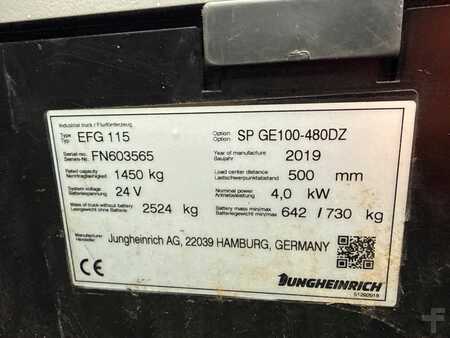 Industrial truck / Flurförderzeug
Type
Typ EFG 115 Option
Option SP GE100-480DZ
Serial no.
Serien-Nr. FN603565 Year of manufacture
Baujahr 2019
Rated capacity
Nenntragfähigkeit 1450 kg Load center distance
Lastschwerpunktabstand 500 mm
System voltage
Batteriespannung 24 V Nominal power
Antriebsleistung 4,0 kW
Mass of truck without battery
Leergewicht ohne Batterie 2524 kg Battery mass min/max
Batteriegewicht min/max 642 / 730 kg
Manufacturer
Hersteller Jungheinrich AG, 22039 HAMBURG, GERMANY
CE
JUNGHEINRICH